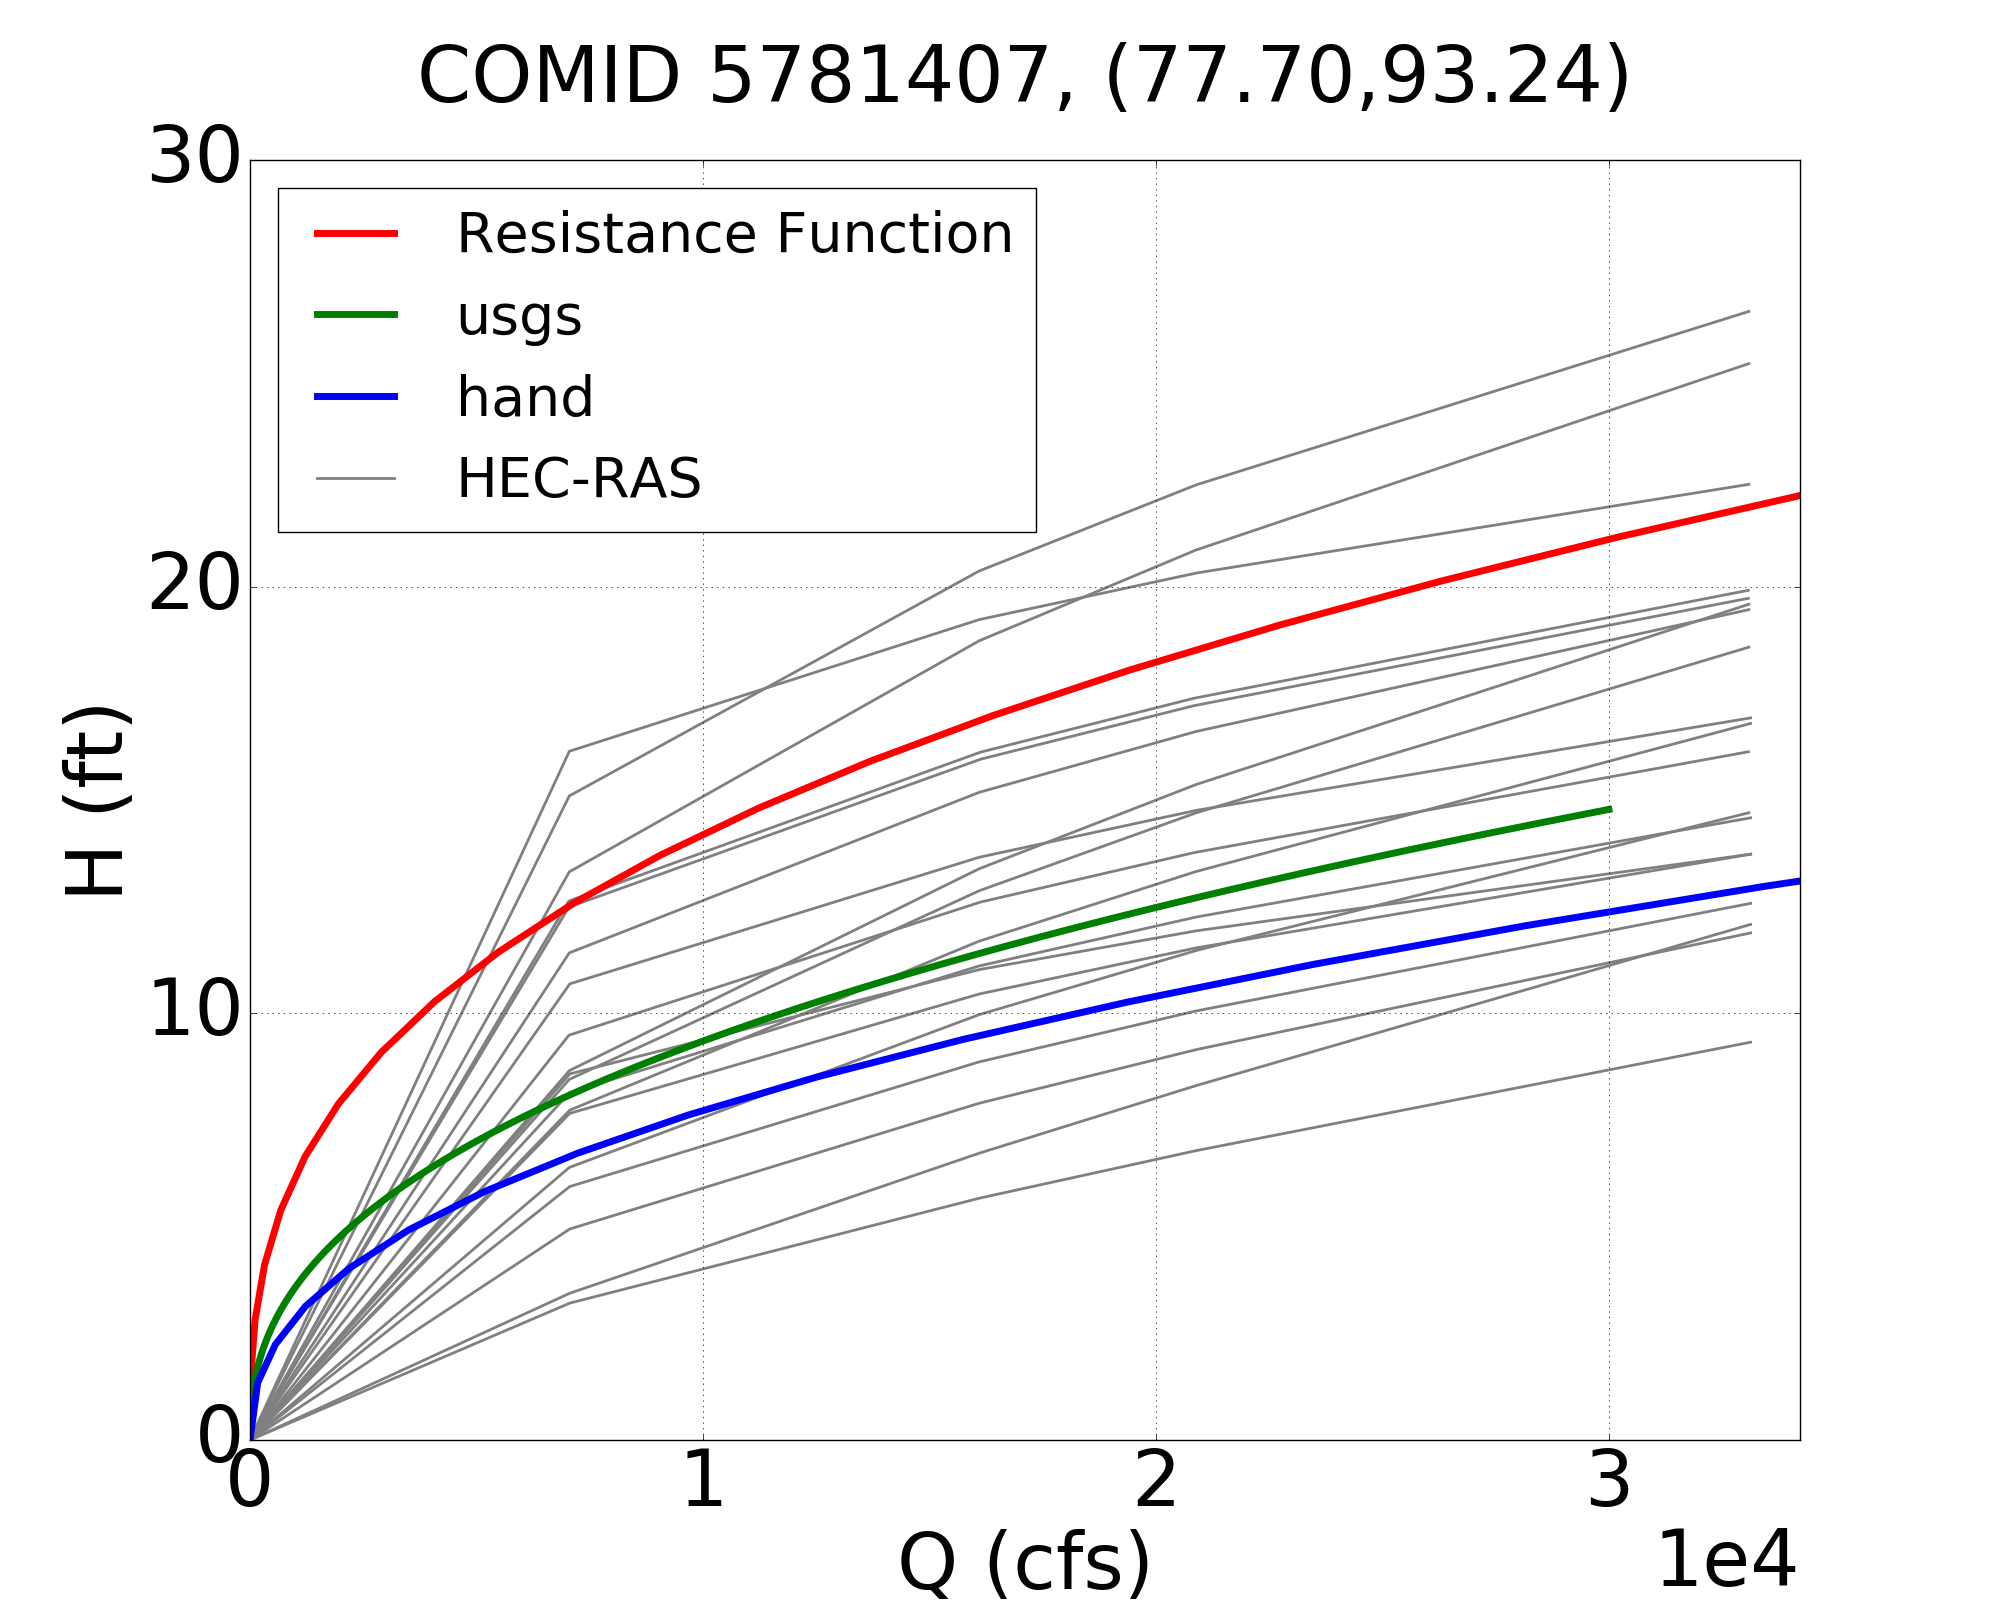 COMID 5781407, (77.70,93.24)
30
Resistance Function
usgs
hand
HEC-RAS
20
10
0
H (ft)
0 1 2 3
Q (cfs)
1e4